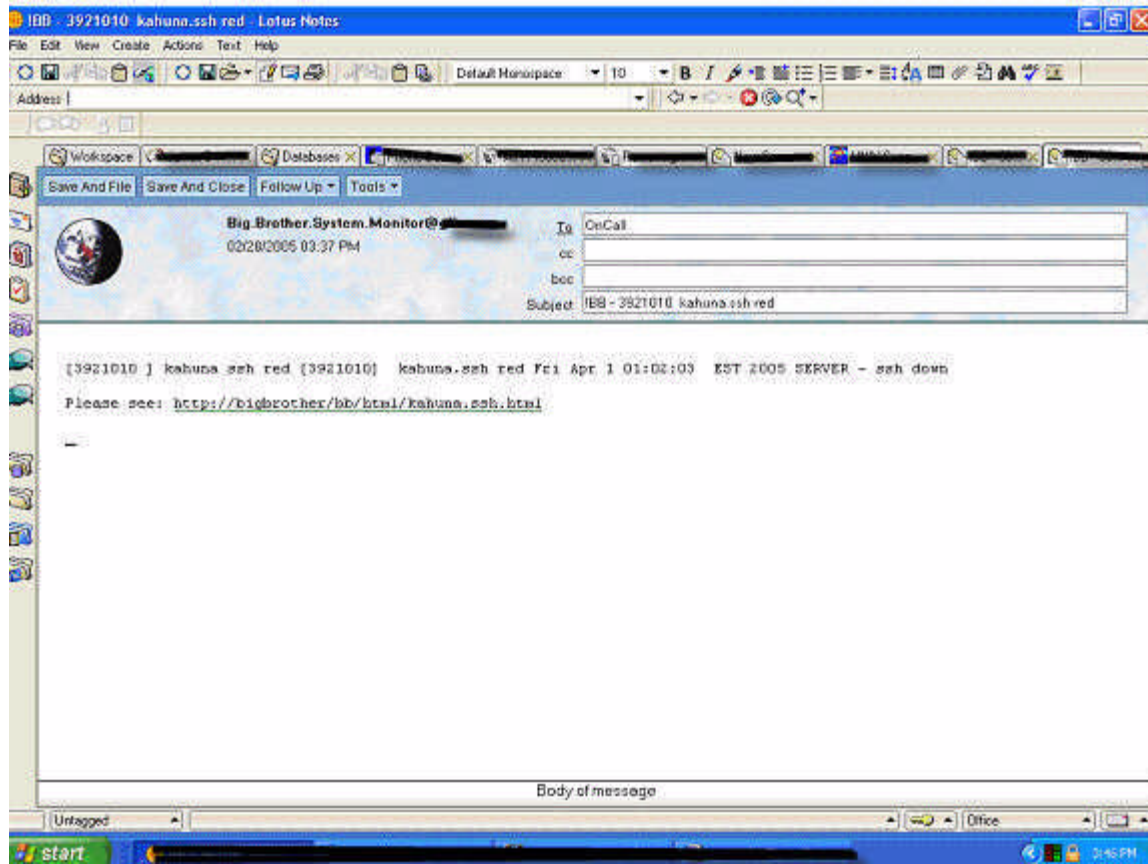 !BB - 3921010 kahuna.ssh red - Lotus Notes
File Edit View Create Actions Text Help
Default Monospace 10 B I
Address
Workspace Databases
Save And File Save And Close Follow Up Tools
Big.Brother.System.Monitor@
02/28/2005 03:37 PM
To OnCall
cc
bcc
Subject !BB - 3921010 kahuna.ssh red
[3921010 ] kahuna ssh red [3921010] kahuna.ssh red Fri Apr 1 01:02:03 EST 2005 SERVER - ssh down
Please see: http://bigbrother/bb/html/kahuna.ssh.html
Body of message
Untagged Office
start 3:46 PM